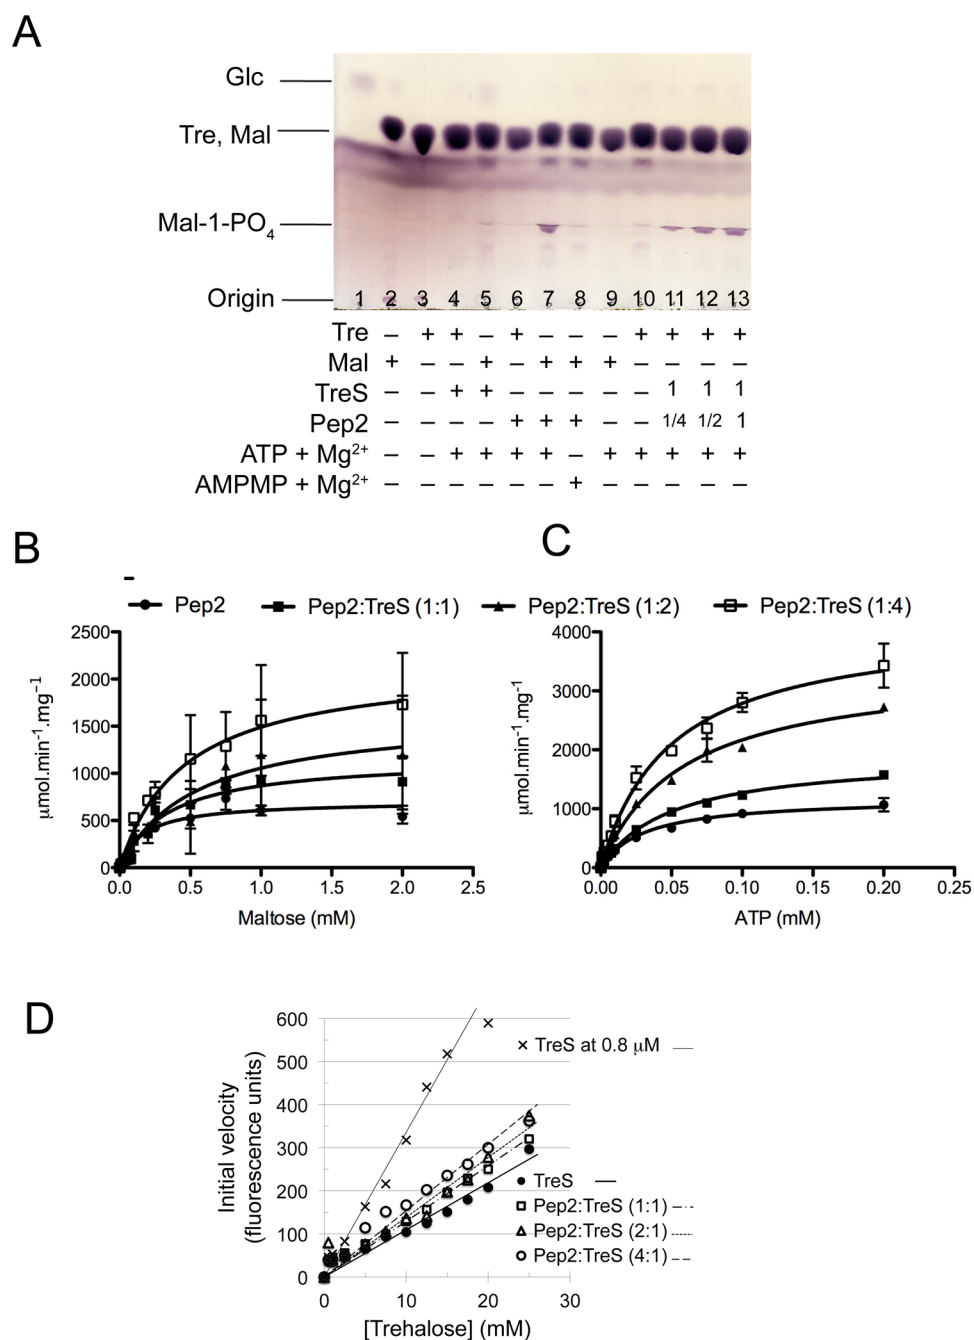 A
Glc
Tre, Mal
Mal-1-PO4
Origin
1 2 3 4 5 6 7 8 9 10 11 12 13
Tre – + + – + – – – + + + +
Mal + – – + – + + + – – – –
TreS – – + + – – – – – 1 1 1
Pep2 – – – – + + + – – 1/4 1/2 1
ATP + Mg2+ – – + + + + – + + + + +
AMPMP + Mg2+ – – – – – – + – – – – –
B
C
Pep2 Pep2:TreS (1:1) Pep2:TreS (1:2) Pep2:TreS (1:4)
2500
2000
1500
1000
500
0
μmol.min–1.mg–1
0.0 0.5 1.0 1.5 2.0 2.5
Maltose (mM)
4000
3000
2000
1000
0
μmol.min-1.mg-1
0.00 0.05 0.10 0.15 0.20 0.25
ATP (mM)
D
Initial velocity
(fluorescence units)
600
500
400
300
200
100
0
TreS at 0.8 μM
TreS
Pep2:TreS (1:1)
Pep2:TreS (2:1)
Pep2:TreS (4:1)
0 10 20 30
[Trehalose] (mM)